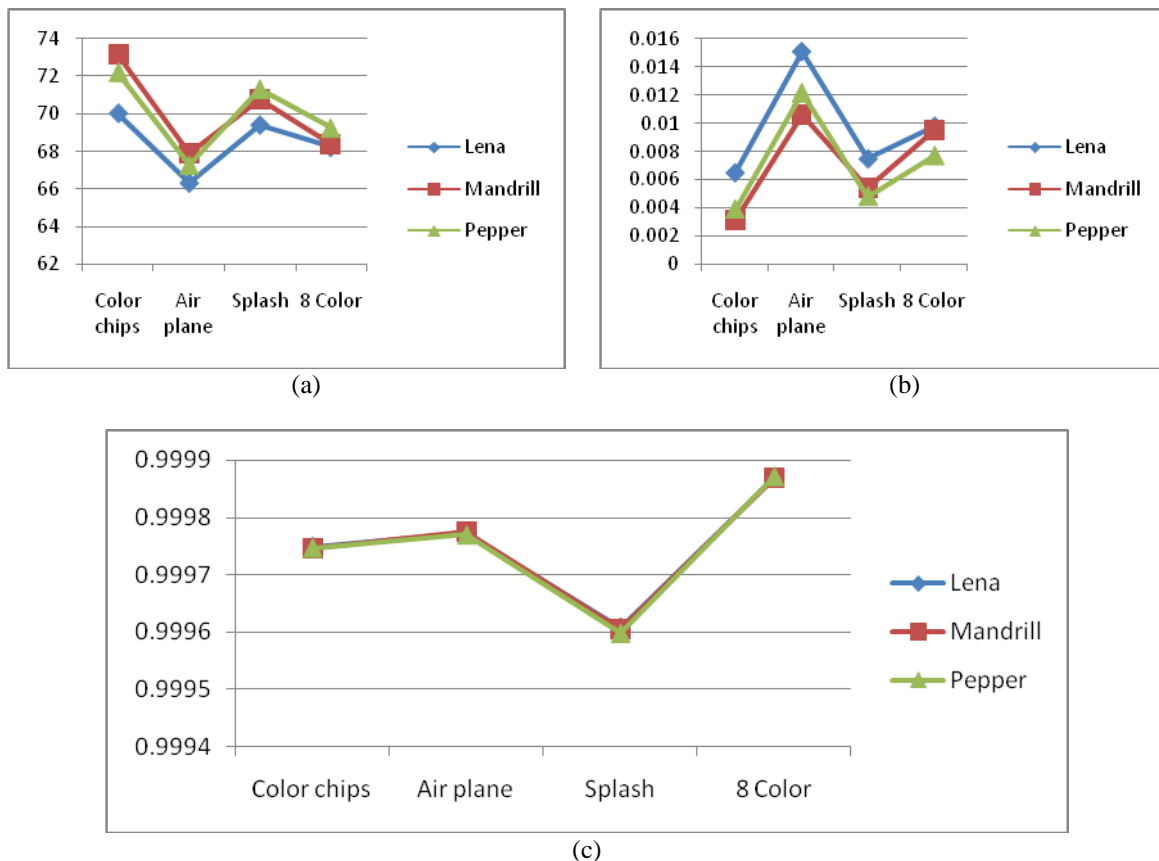 74
72
70
68
66
64
62
Color chips
Air plane
Splash
8 Color
Lena
Mandrill
Pepper
(a)
0.016
0.014
0.012
0.01
0.008
0.006
0.004
0.002
0
Color chips
Air plane
Splash
8 Color
Lena
Mandrill
Pepper
(b)
0.9999
0.9998
0.9997
0.9996
0.9995
0.9994
Color chips
Air plane
Splash
8 Color
Lena
Mandrill
Pepper
(c)